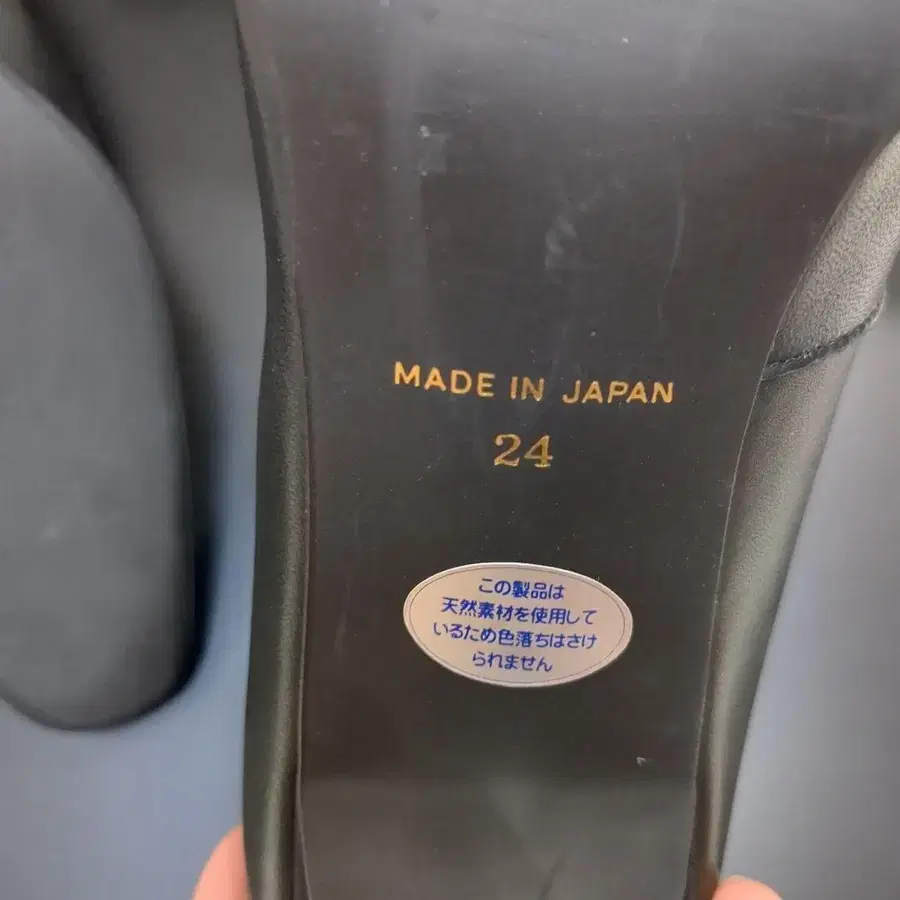 MADE IN JAPAN
24
この製品は
天然素材を使用して
いるため色落ちはさけ
られません